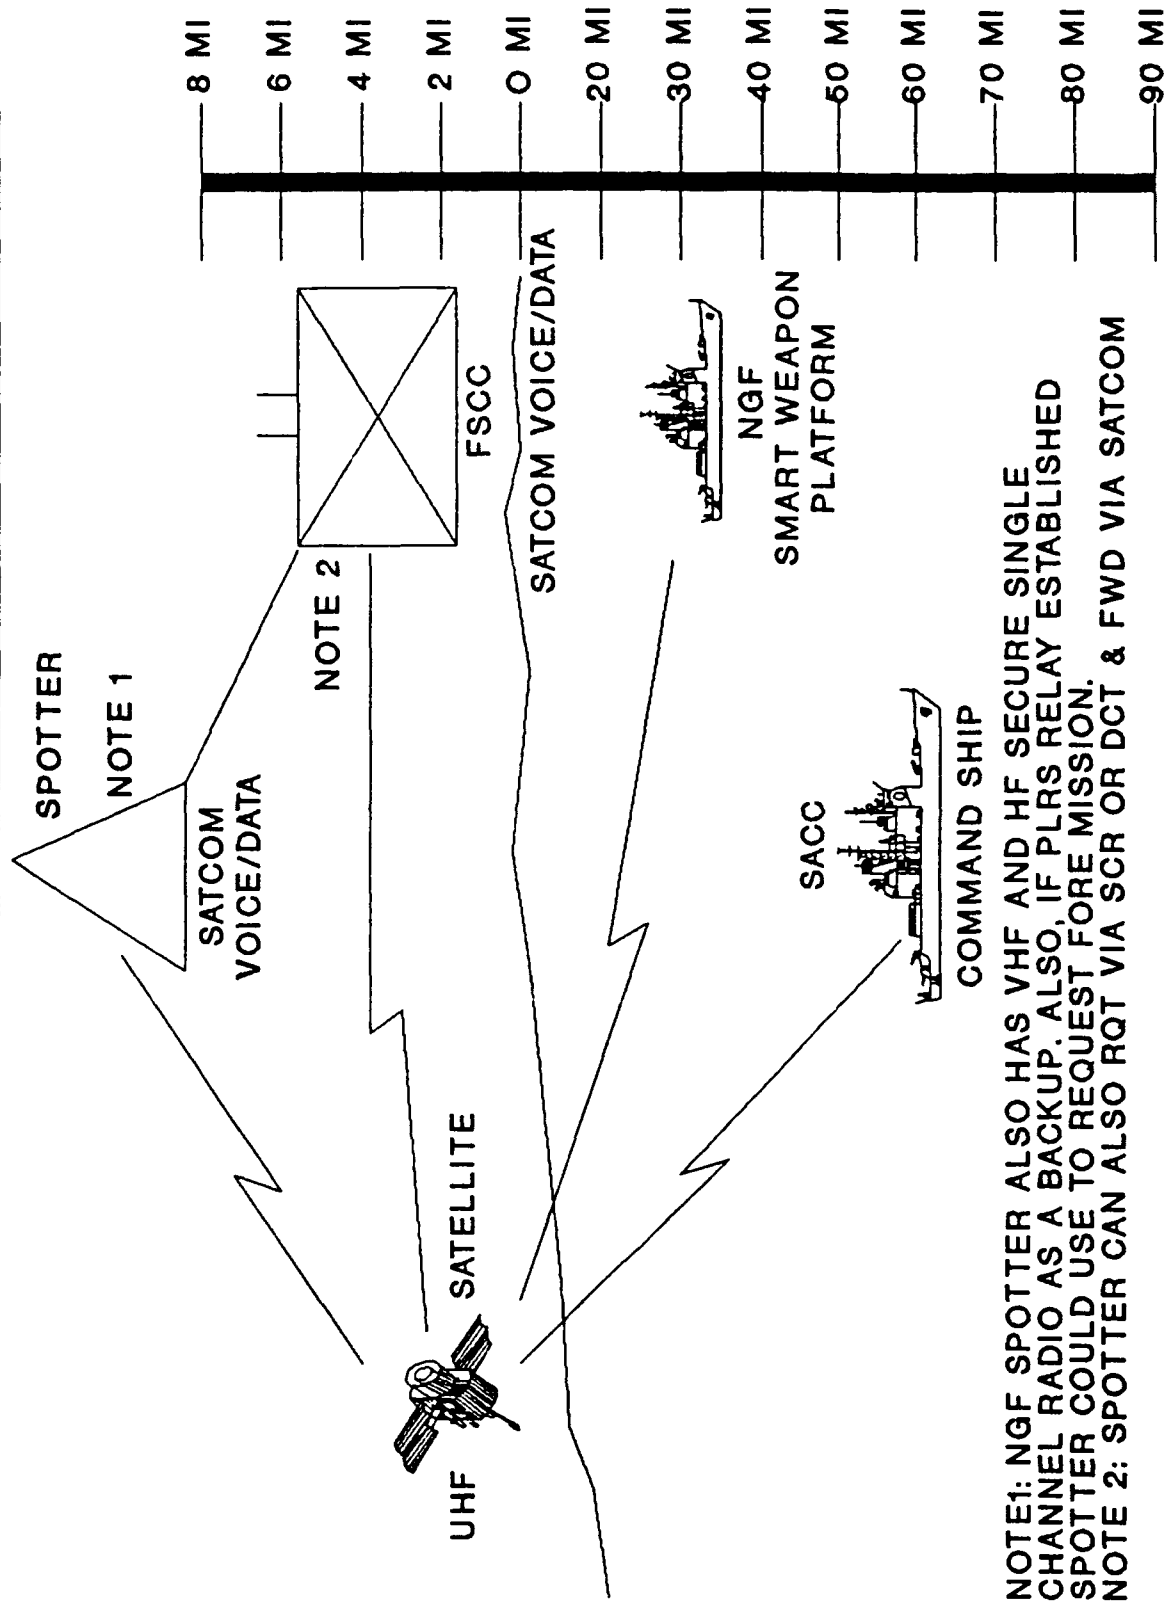 SPOTTER
NOTE 1
SATCOM
VOICE/DATA
NOTE 2
FSCC
SATCOM VOICE/DATA
UHF
SATELLITE
NGF
SMART WEAPON
PLATFORM
SACC
COMMAND SHIP
8 MI
6 MI
4 MI
2 MI
0 MI
20 MI
30 MI
40 MI
50 MI
60 MI
70 MI
80 MI
90 MI
NOTE1: NGF SPOTTER ALSO HAS VHF AND HF SECURE SINGLE
CHANNEL RADIO AS A BACKUP. ALSO, IF PLRS RELAY ESTABLISHED
SPOTTER COULD USE TO REQUEST FORE MISSION.
NOTE 2: SPOTTER CAN ALSO RQT VIA SCR OR DCT & FWD VIA SATCOM